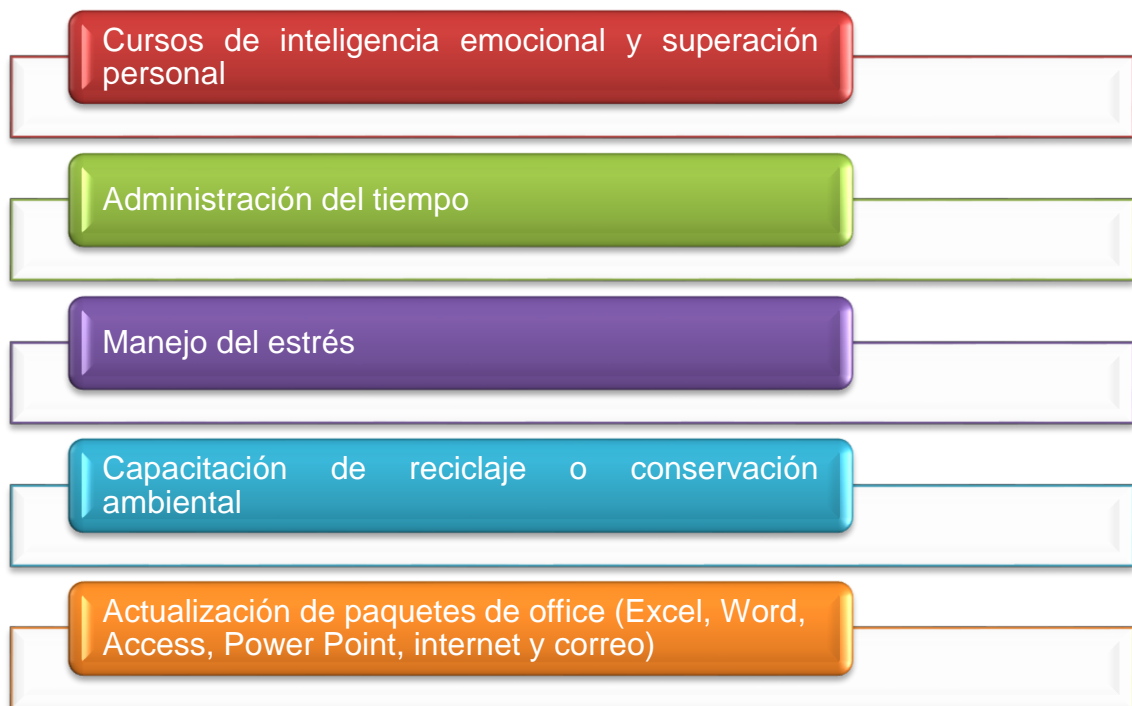 Cursos de inteligencia emocional y superación
personal
Administración del tiempo
Manejo del estrés
Capacitación de reciclaje o conservación
ambiental
Actualización de paquetes de office (Excel, Word,
Access, Power Point, internet y correo)